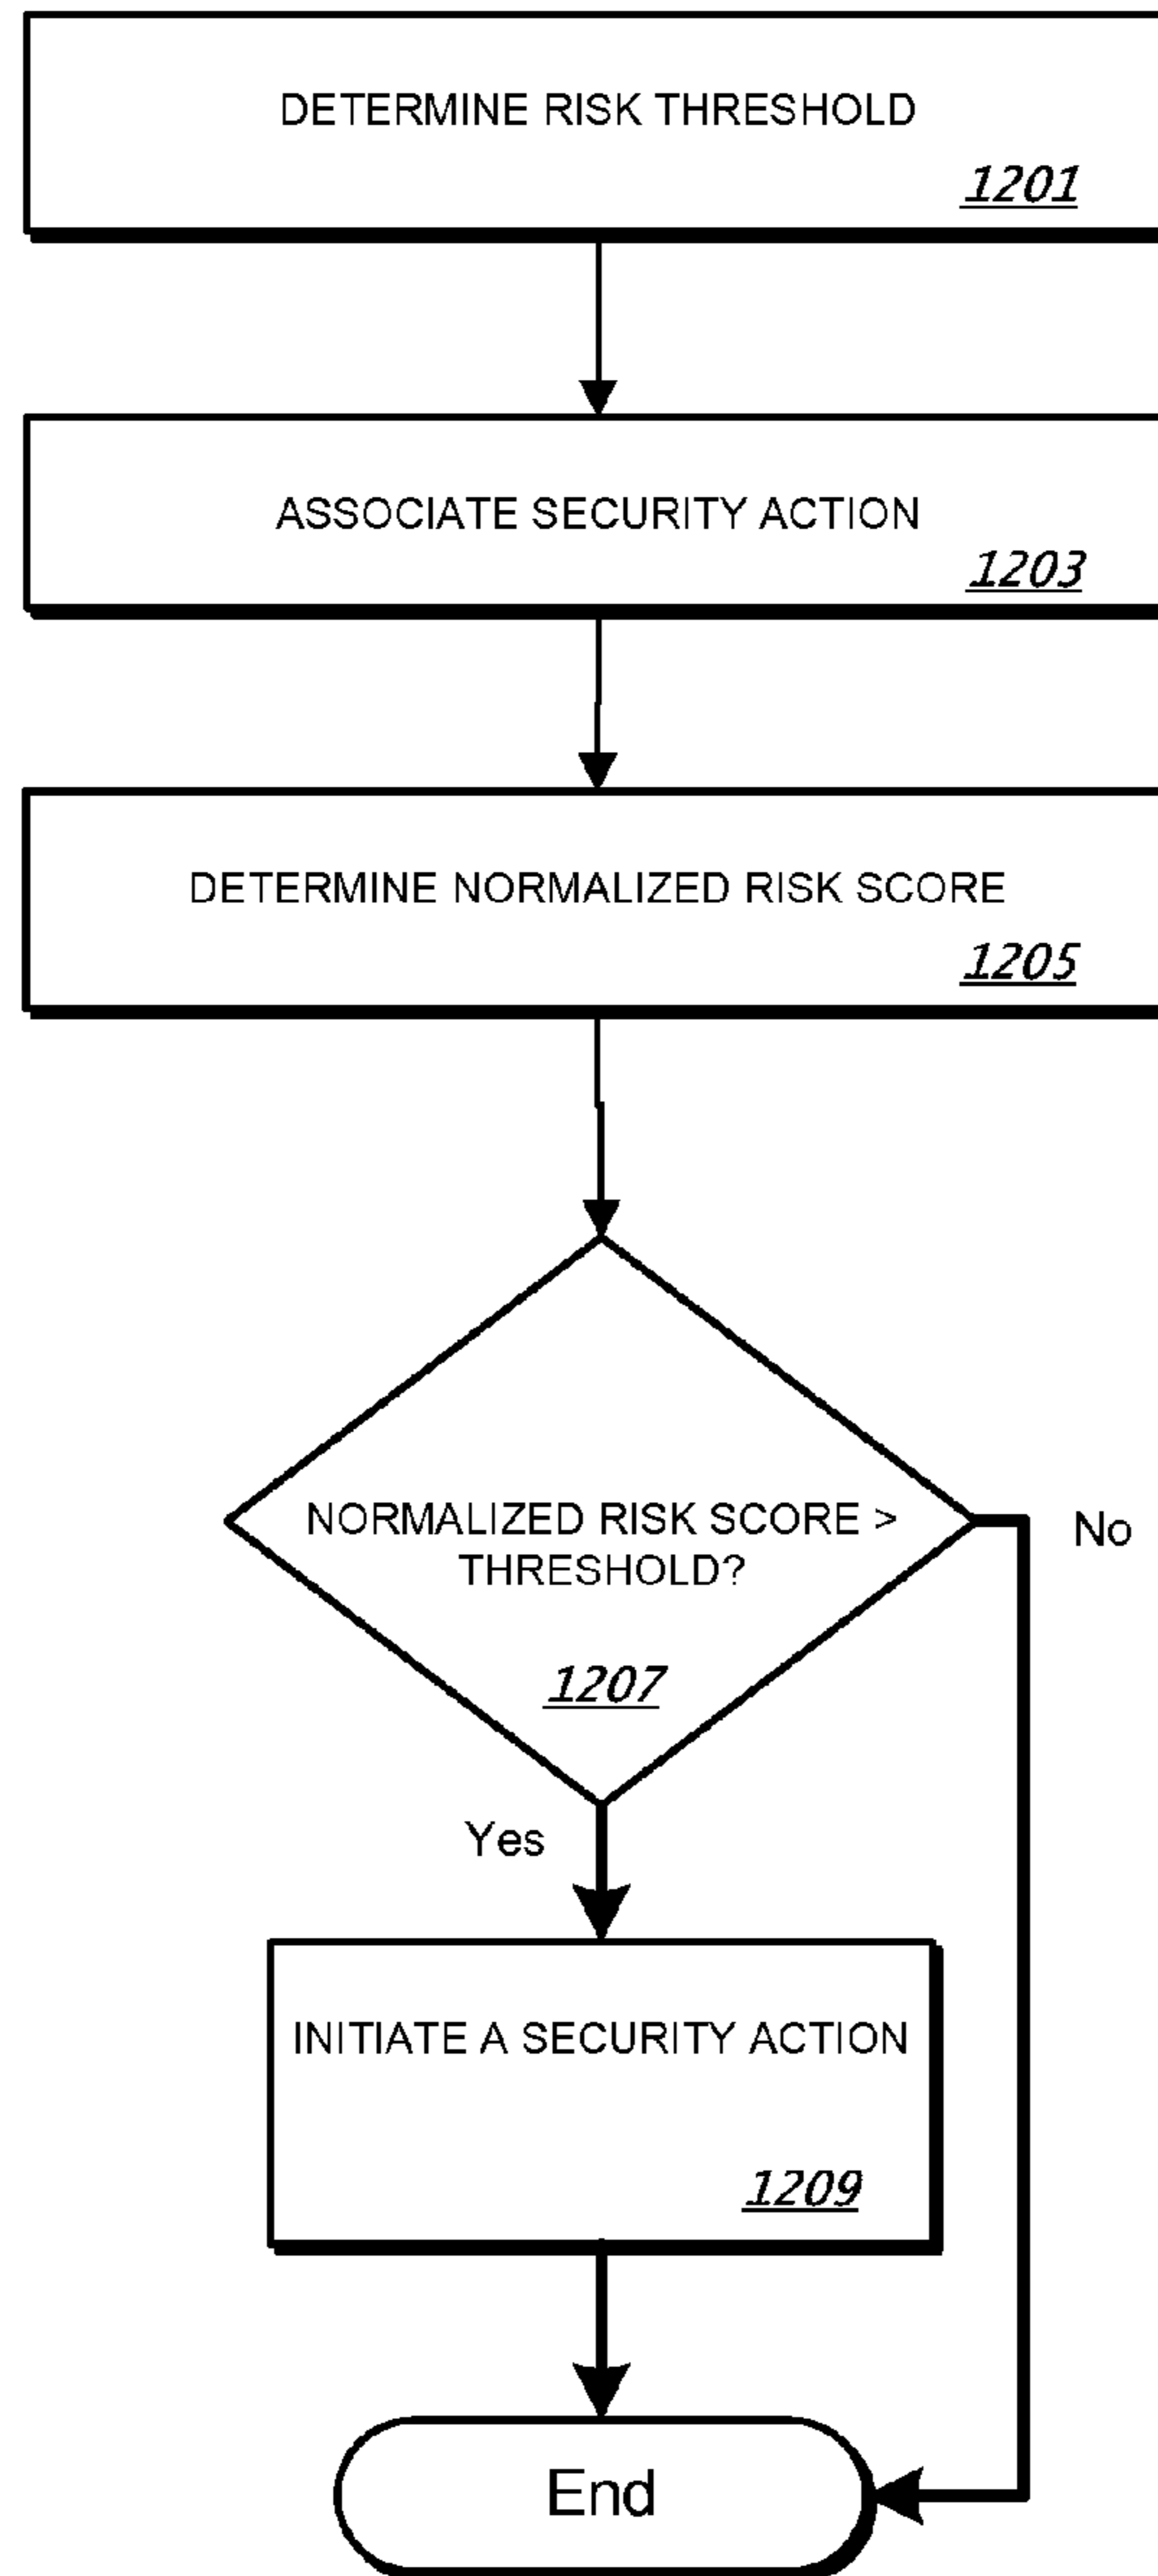 DETERMINE RISK THRESHOLD
1201
ASSOCIATE SECURITY ACTION
1203
DETERMINE NORMALIZED RISK SCORE
1205
NORMALIZED RISK SCORE >
THRESHOLD?
1207
No
Yes
INITIATE A SECURITY ACTION
1209
End